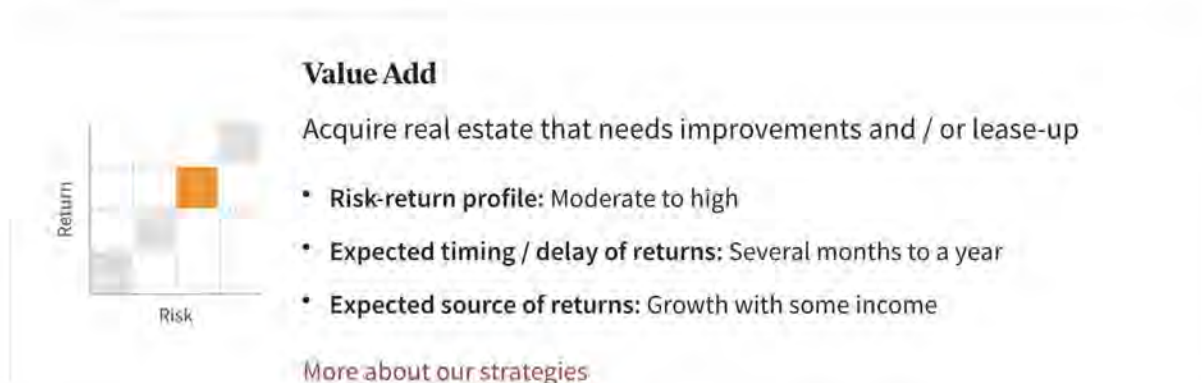 Value Add
Acquire real estate that needs improvements and / or lease-up
• Risk-return profile: Moderate to high
• Expected timing / delay of returns: Several months to a year
• Expected source of returns: Growth with some income
Return
Risk
More about our strategies